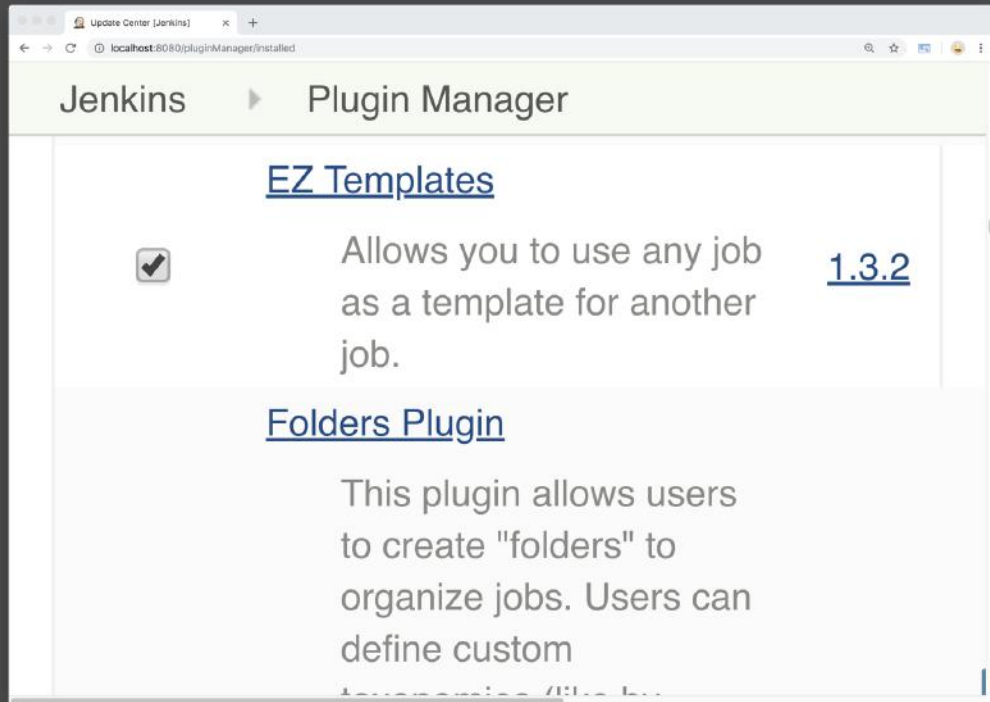 Update Center [Jenkins]
localhost:8080/pluginManager/installed
Jenkins
Plugin Manager
EZ Templates
Allows you to use any job
as a template for another
job.
1.3.2
Folders Plugin
This plugin allows users
to create "folders" to
organize jobs. Users can
define custom